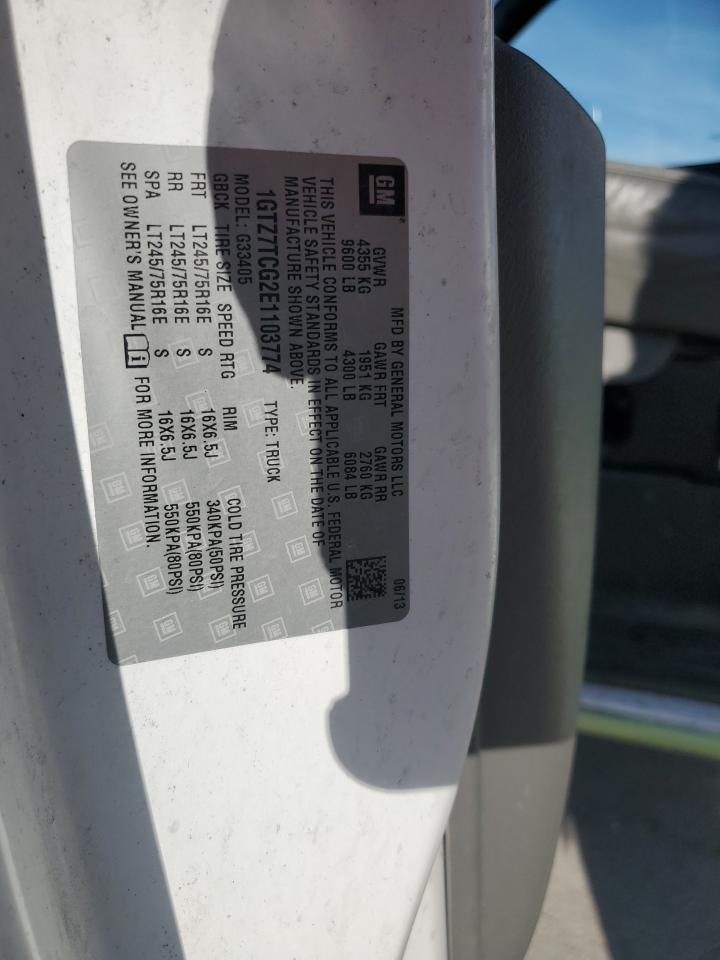 GM
MFD BY GENERAL MOTORS LLC 06/13
GVWR GAWR FRT GAWR RR
4355 KG 1951 KG 2760 KG
9600 LB 4300 LB 6084 LB
THIS VEHICLE CONFORMS TO ALL APPLICABLE U.S. FEDERAL MOTOR
VEHICLE SAFETY STANDARDS IN EFFECT ON THE DATE OF
MANUFACTURE SHOWN ABOVE.
1GTZ7TCG2E1103774 TYPE: TRUCK
MODEL: G33405
GBCK TIRE SIZE SPEED RTG RIM COLD TIRE PRESSURE
FRT LT245/75R16E S 16X6.5J 340KPA(50PSI)
RR LT245/75R16E S 16X6.5J 550KPA(80PSI)
SPA LT245/75R16E S 16X6.5J 550KPA(80PSI)
SEE OWNER'S MANUAL i FOR MORE INFORMATION.